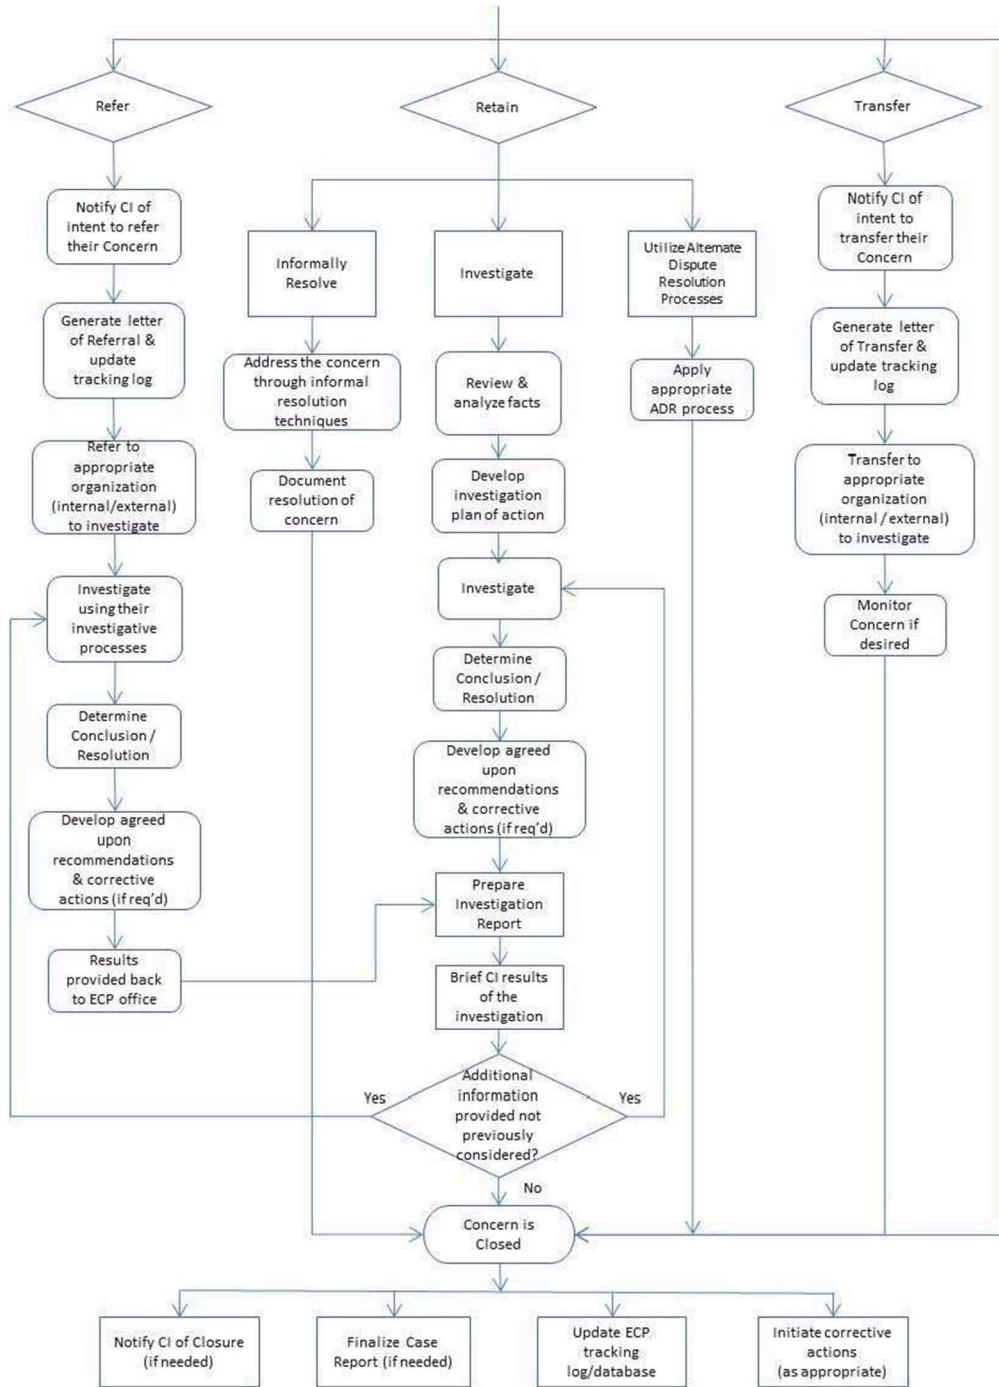 Refer
Retain
Transfer
Notify CI of
intent to refer
their Concern
Generate letter
of Referral &
update
tracking log
Refer to
appropriate
organization
(internal/external)
to investigate
Investigate
using their
investigative
processes
Determine
Conclusion /
Resolution
Develop agreed
upon
recommendations
& corrective
actions (if req'd)
Results
provided back
to ECP office
Informally
Resolve
Address the concern
through informal
resolution
techniques
Document
resolution of
concern
Investigate
Review &
analyze facts
Develop
investigation
plan of action
Investigate
Determine
Conclusion /
Resolution
Develop agreed
upon
recommendations
& corrective
actions (if req'd)
Prepare
Investigation
Report
Brief CI results
of the
investigation
Yes
Additional
information
provided not
previously
considered?
Yes
No
Utilize Alternate
Dispute
Resolution
Processes
Apply
appropriate
ADR process
Notify CI of
intent to
transfer their
Concern
Generate letter
of Transfer &
update tracking
log
Transfer to
appropriate
organization
(internal / external)
to investigate
Monitor
Concern if
desired
Concern is
Closed
Notify CI of Closure
(if needed)
Finalize Case
Report (if needed)
Update ECP
tracking
log/database
Initiate corrective
actions
(as appropriate)